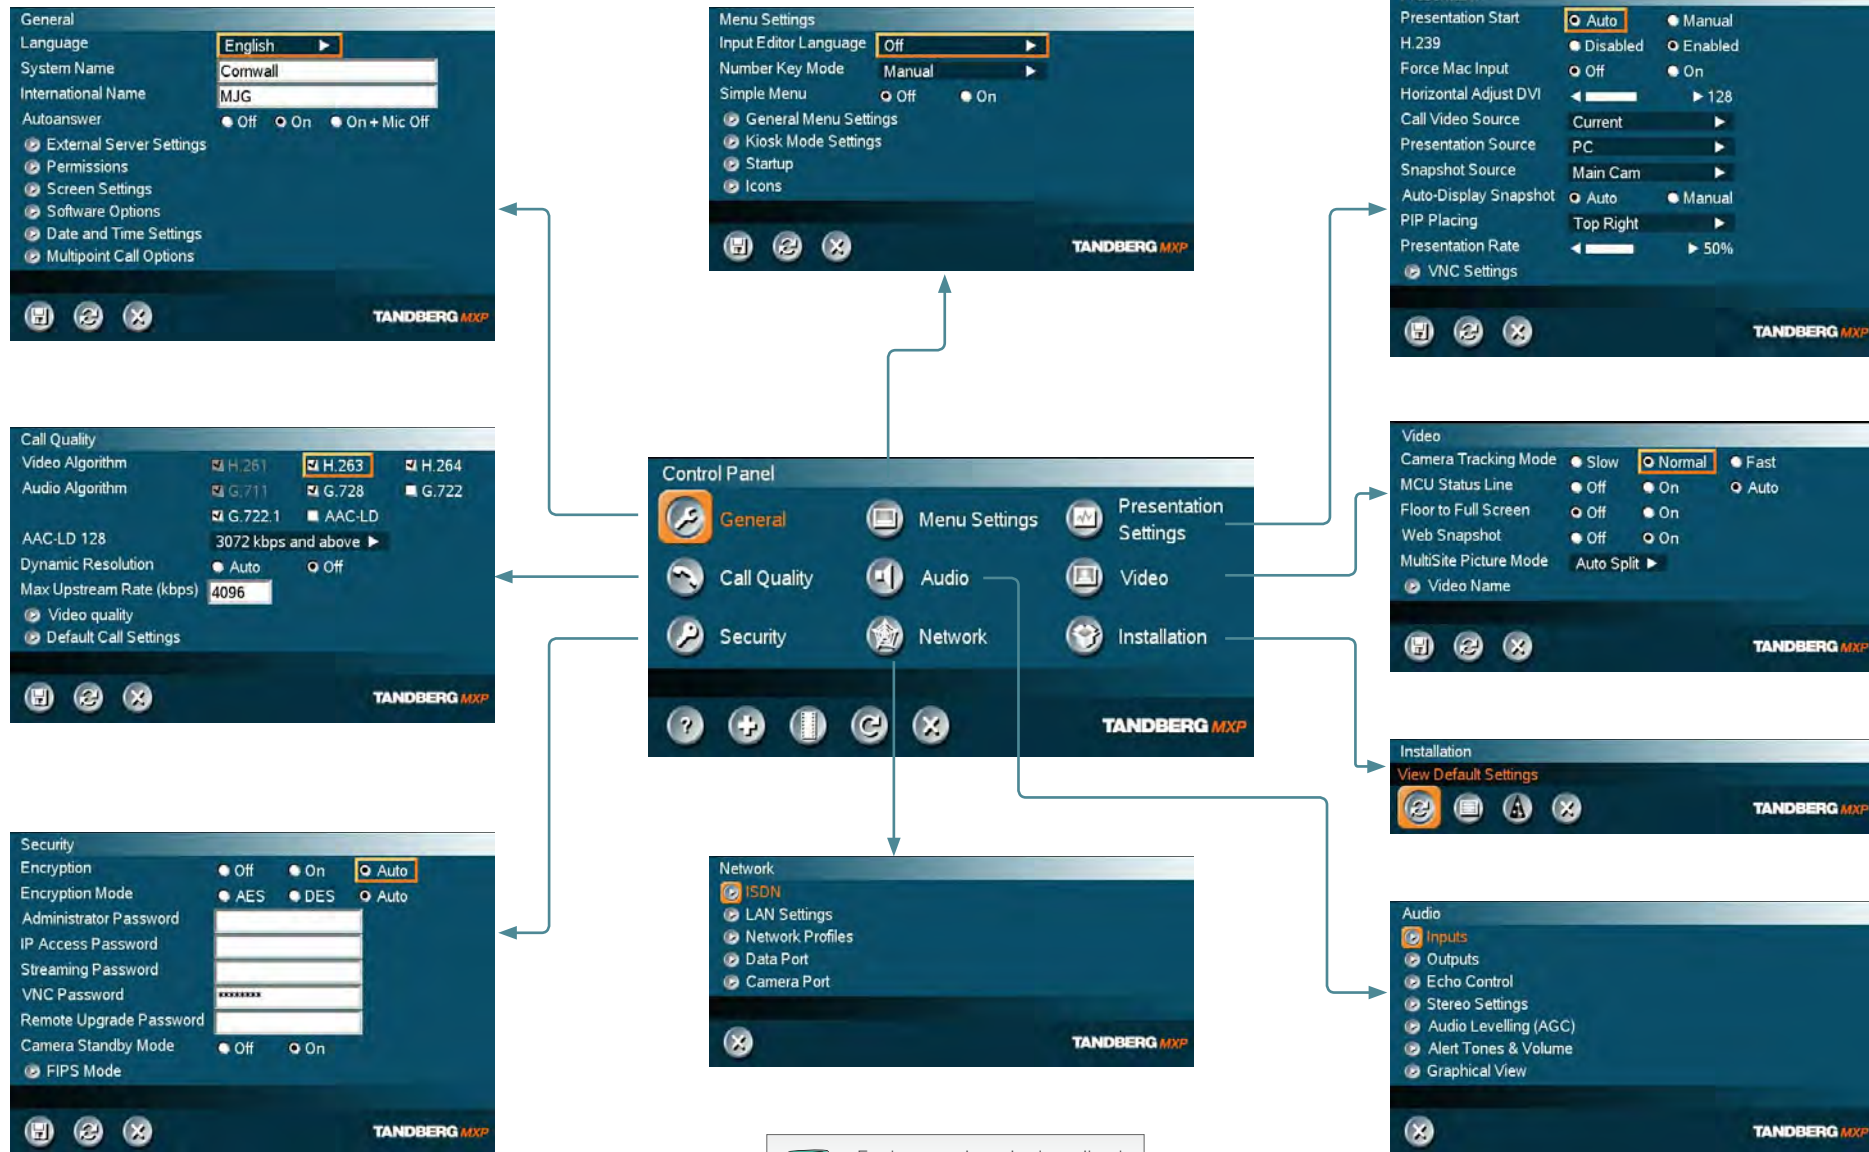 General
Language English
System Name Cornwall
International Name MJG
Autoanswer Off On On + Mic Off
External Server Settings
Permissions
Screen Settings
Software Options
Date and Time Settings
Multipoint Call Options
TANDBERG MXP
Menu Settings
Input Editor Language Off
Number Key Mode Manual
Simple Menu Off On
General Menu Settings
Kiosk Mode Settings
Startup
Icons
TANDBERG MXP
Presentation Start Auto Manual
H.239 Disabled Enabled
Force Mac Input Off On
Horizontal Adjust DVI 128
Call Video Source Current
Presentation Source PC
Snapshot Source Main Cam
Auto-Display Snapshot Auto Manual
PIP Placing Top Right
Presentation Rate 50%
VNC Settings
TANDBERG MXP
Call Quality
Video Algorithm H.261 H.263 H.264
Audio Algorithm G.711 G.728 G.722
G.722.1 AAC-LD
AAC-LD 128 3072 kbps and above
Dynamic Resolution Auto Off
Max Upstream Rate (kbps) 4096
Video quality
Default Call Settings
TANDBERG MXP
Control Panel
General Menu Settings Presentation Settings
Call Quality Audio Video
Security Network Installation
?
TANDBERG MXP
Video
Camera Tracking Mode Slow Normal Fast
MCU Status Line Off On Auto
Floor to Full Screen Off On
Web Snapshot Off On
MultiSite Picture Mode Auto Split
Video Name
TANDBERG MXP
Installation
View Default Settings
TANDBERG MXP
Security
Encryption Off On Auto
Encryption Mode AES DES Auto
Administrator Password
IP Access Password
Streaming Password
VNC Password ********
Remote Upgrade Password
Camera Standby Mode Off On
FIPS Mode
TANDBERG MXP
Network
ISDN
LAN Settings
Network Profiles
Data Port
Camera Port
TANDBERG MXP
Audio
Inputs
Outputs
Echo Control
Stereo Settings
Audio Levelling (AGC)
Alert Tones & Volume
Graphical View
TANDBERG MXP